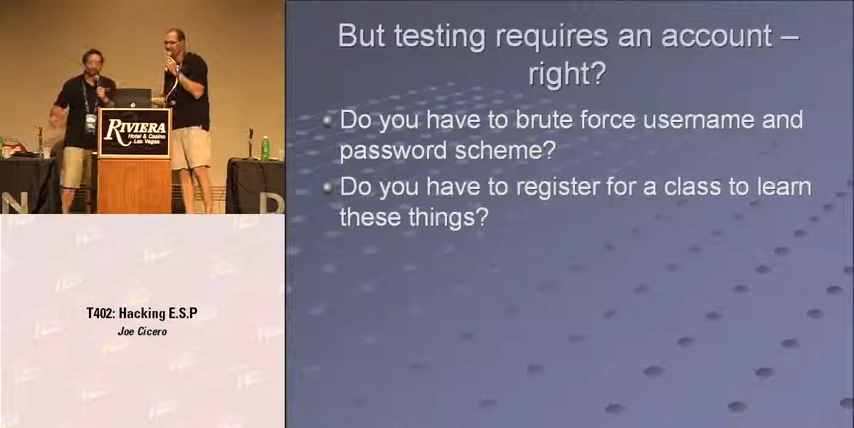 But testing requires an account –
right?
Do you have to brute force username and
password scheme?
Do you have to register for a class to learn
these things?
RIVIERA
Hotel & Casino
Las Vegas
N
D
T402: Hacking E.S.P
Joe Cicero